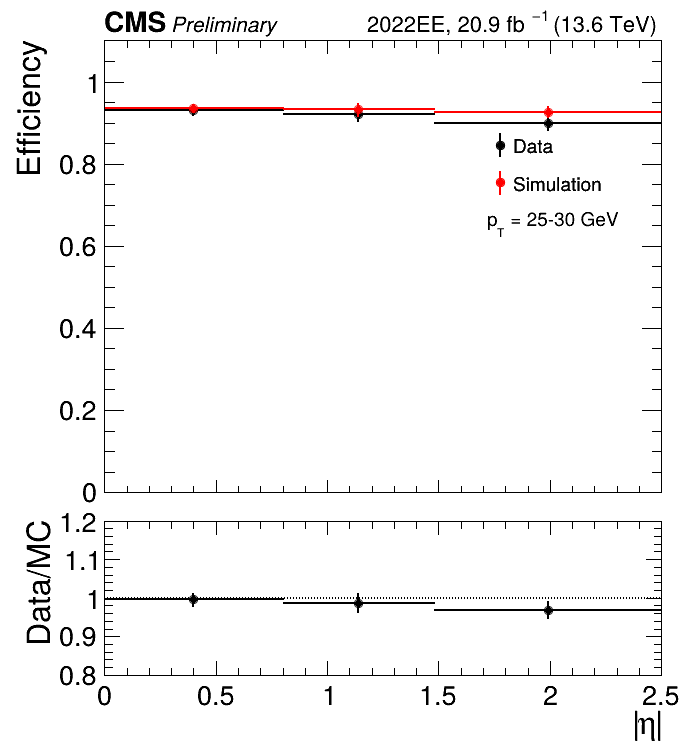 CMS Preliminary 2022EE, 20.9 fb⁻¹ (13.6 TeV)
Efficiency
1
0.8
0.6
0.4
0.2
0
Data
Simulation
p_T = 25-30 GeV
Data/MC
1.2
1.1
1
0.9
0.8
0 0.5 1 1.5 2 2.5
|η|